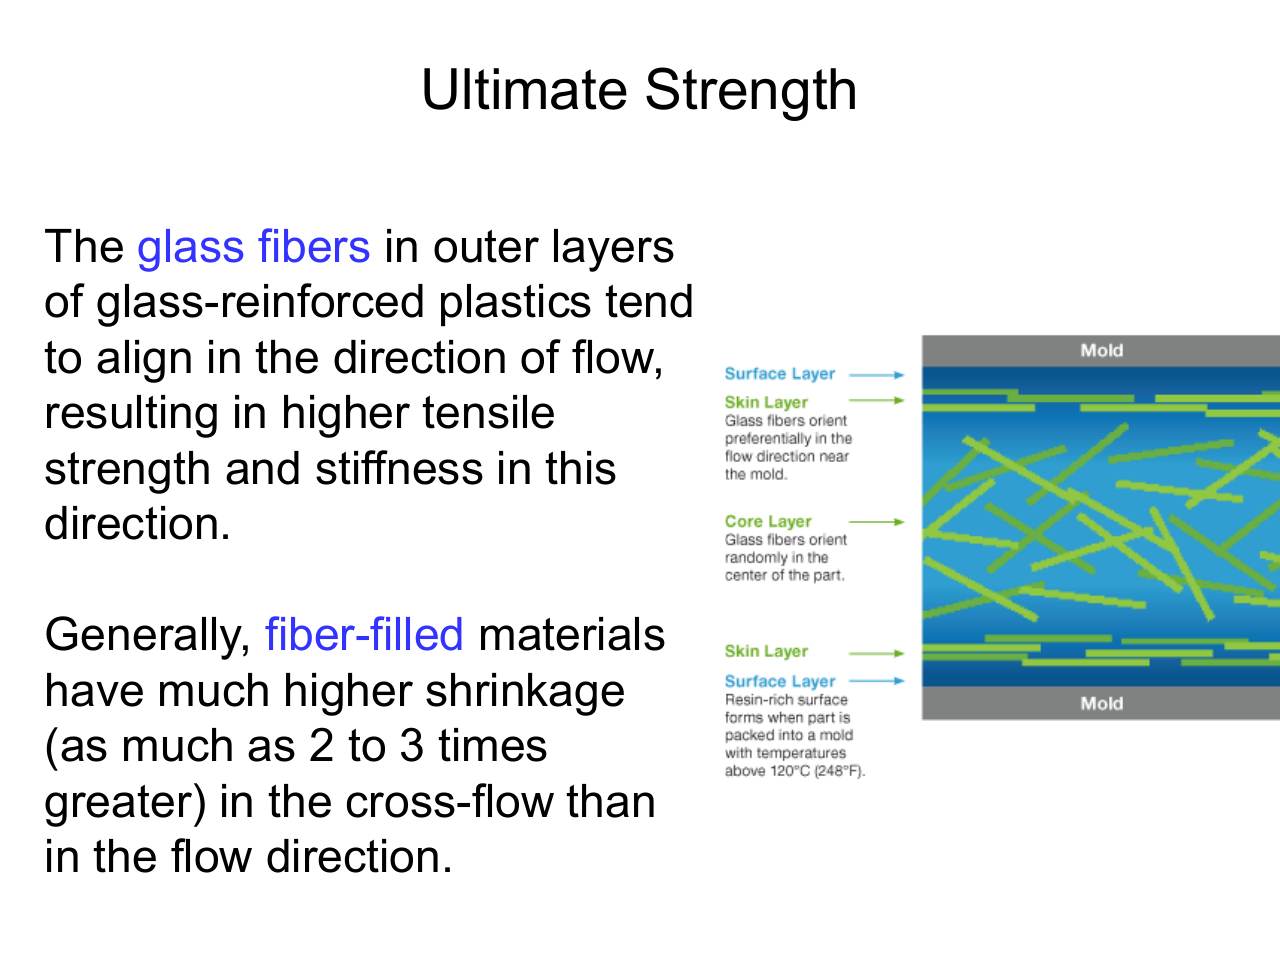 Ultimate Strength
The glass fibers in outer layers
of glass-reinforced plastics tend
to align in the direction of flow,
resulting in higher tensile
strength and stiffness in this
direction.
Generally, fiber-filled materials
have much higher shrinkage
(as much as 2 to 3 times
greater) in the cross-flow than
in the flow direction.
Mold
Surface Layer
Skin Layer
Glass fibers orient
preferentially in the
flow direction near
the mold.
Core Layer
Glass fibers orient
randomly in the
center of the part.
Skin Layer
Surface Layer
Resin-rich surface
forms when part is
packed into a mold
with temperatures
above 120°C (248°F).
Mold